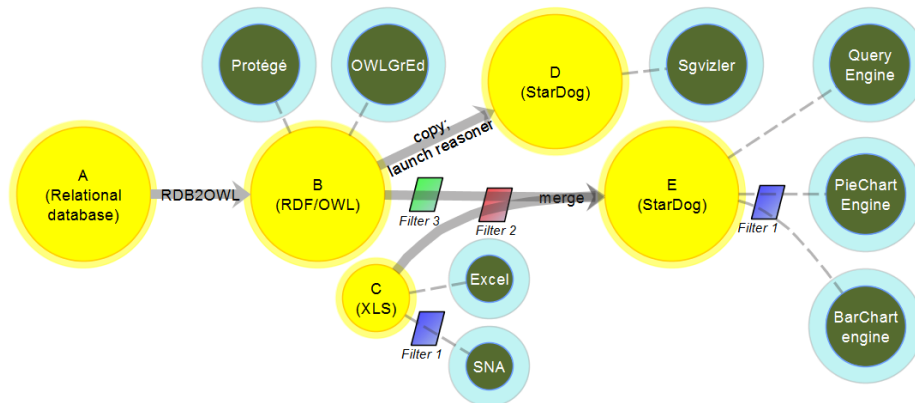 Protégé
OWLGrEd
D
(StarDog)
Sgvizler
Query
Engine
copy;
launch reasoner
A
(Relational
database)
RDB2OWL
B
(RDF/OWL)
Filter 3
Filter 2
merge
E
(StarDog)
Filter 1
PieChart
Engine
C
(XLS)
Excel
Filter 1
SNA
BarChart
engine